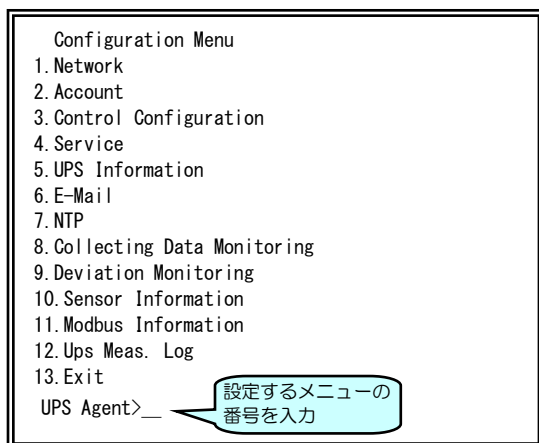 Configuration Menu
1.Network
2.Account
3.Control Configuration
4.Service
5.UPS Information
6.E-Mail
7.NTP
8.Collecting Data Monitoring
9.Deviation Monitoring
10.Sensor Information
11.Modbus Information
12.Ups Meas. Log
13.Exit
UPS Agent>__
設定するメニューの
番号を入力